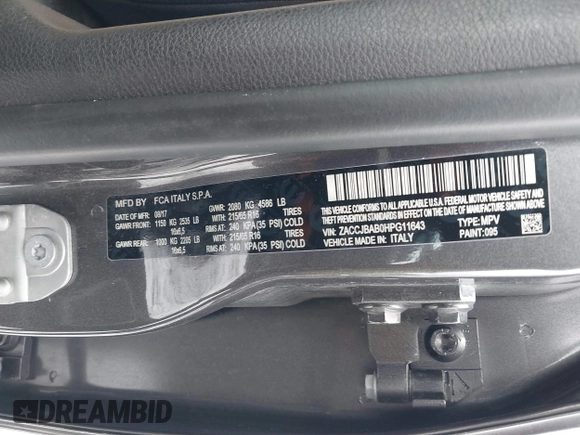 MFD BY FCA ITALY S.P.A.
DATE OF MFR 08/17 GVWR: 2080 KG 4586 LB
GAWR FRONT: 1150 KG 2535 LB WITH 215/65 R16 TIRES
RIMS AT: 240 KPA(35 PSI) COLD
GAWR REAR: 1000 KG 2205 LB WITH 215/65 R16 TIRES
RIMS AT: 240 KPA(35 PSI) COLD
THIS VEHICLE CONFORMS TO ALL APPLICABLE U.S.A. FEDERAL MOTOR VEHICLE SAFETY, BUMPER AND
THEFT PREVENTION STANDARDS IN EFFECT IN U.S.A. ON THE DATE OF MANUFACTURE SHOWN ABOVE
VIN: ZACCJBAB0HPG11643 TYPE: MPV
VEHICLE MADE IN: ITALY PAINT: 095
DREAMBID